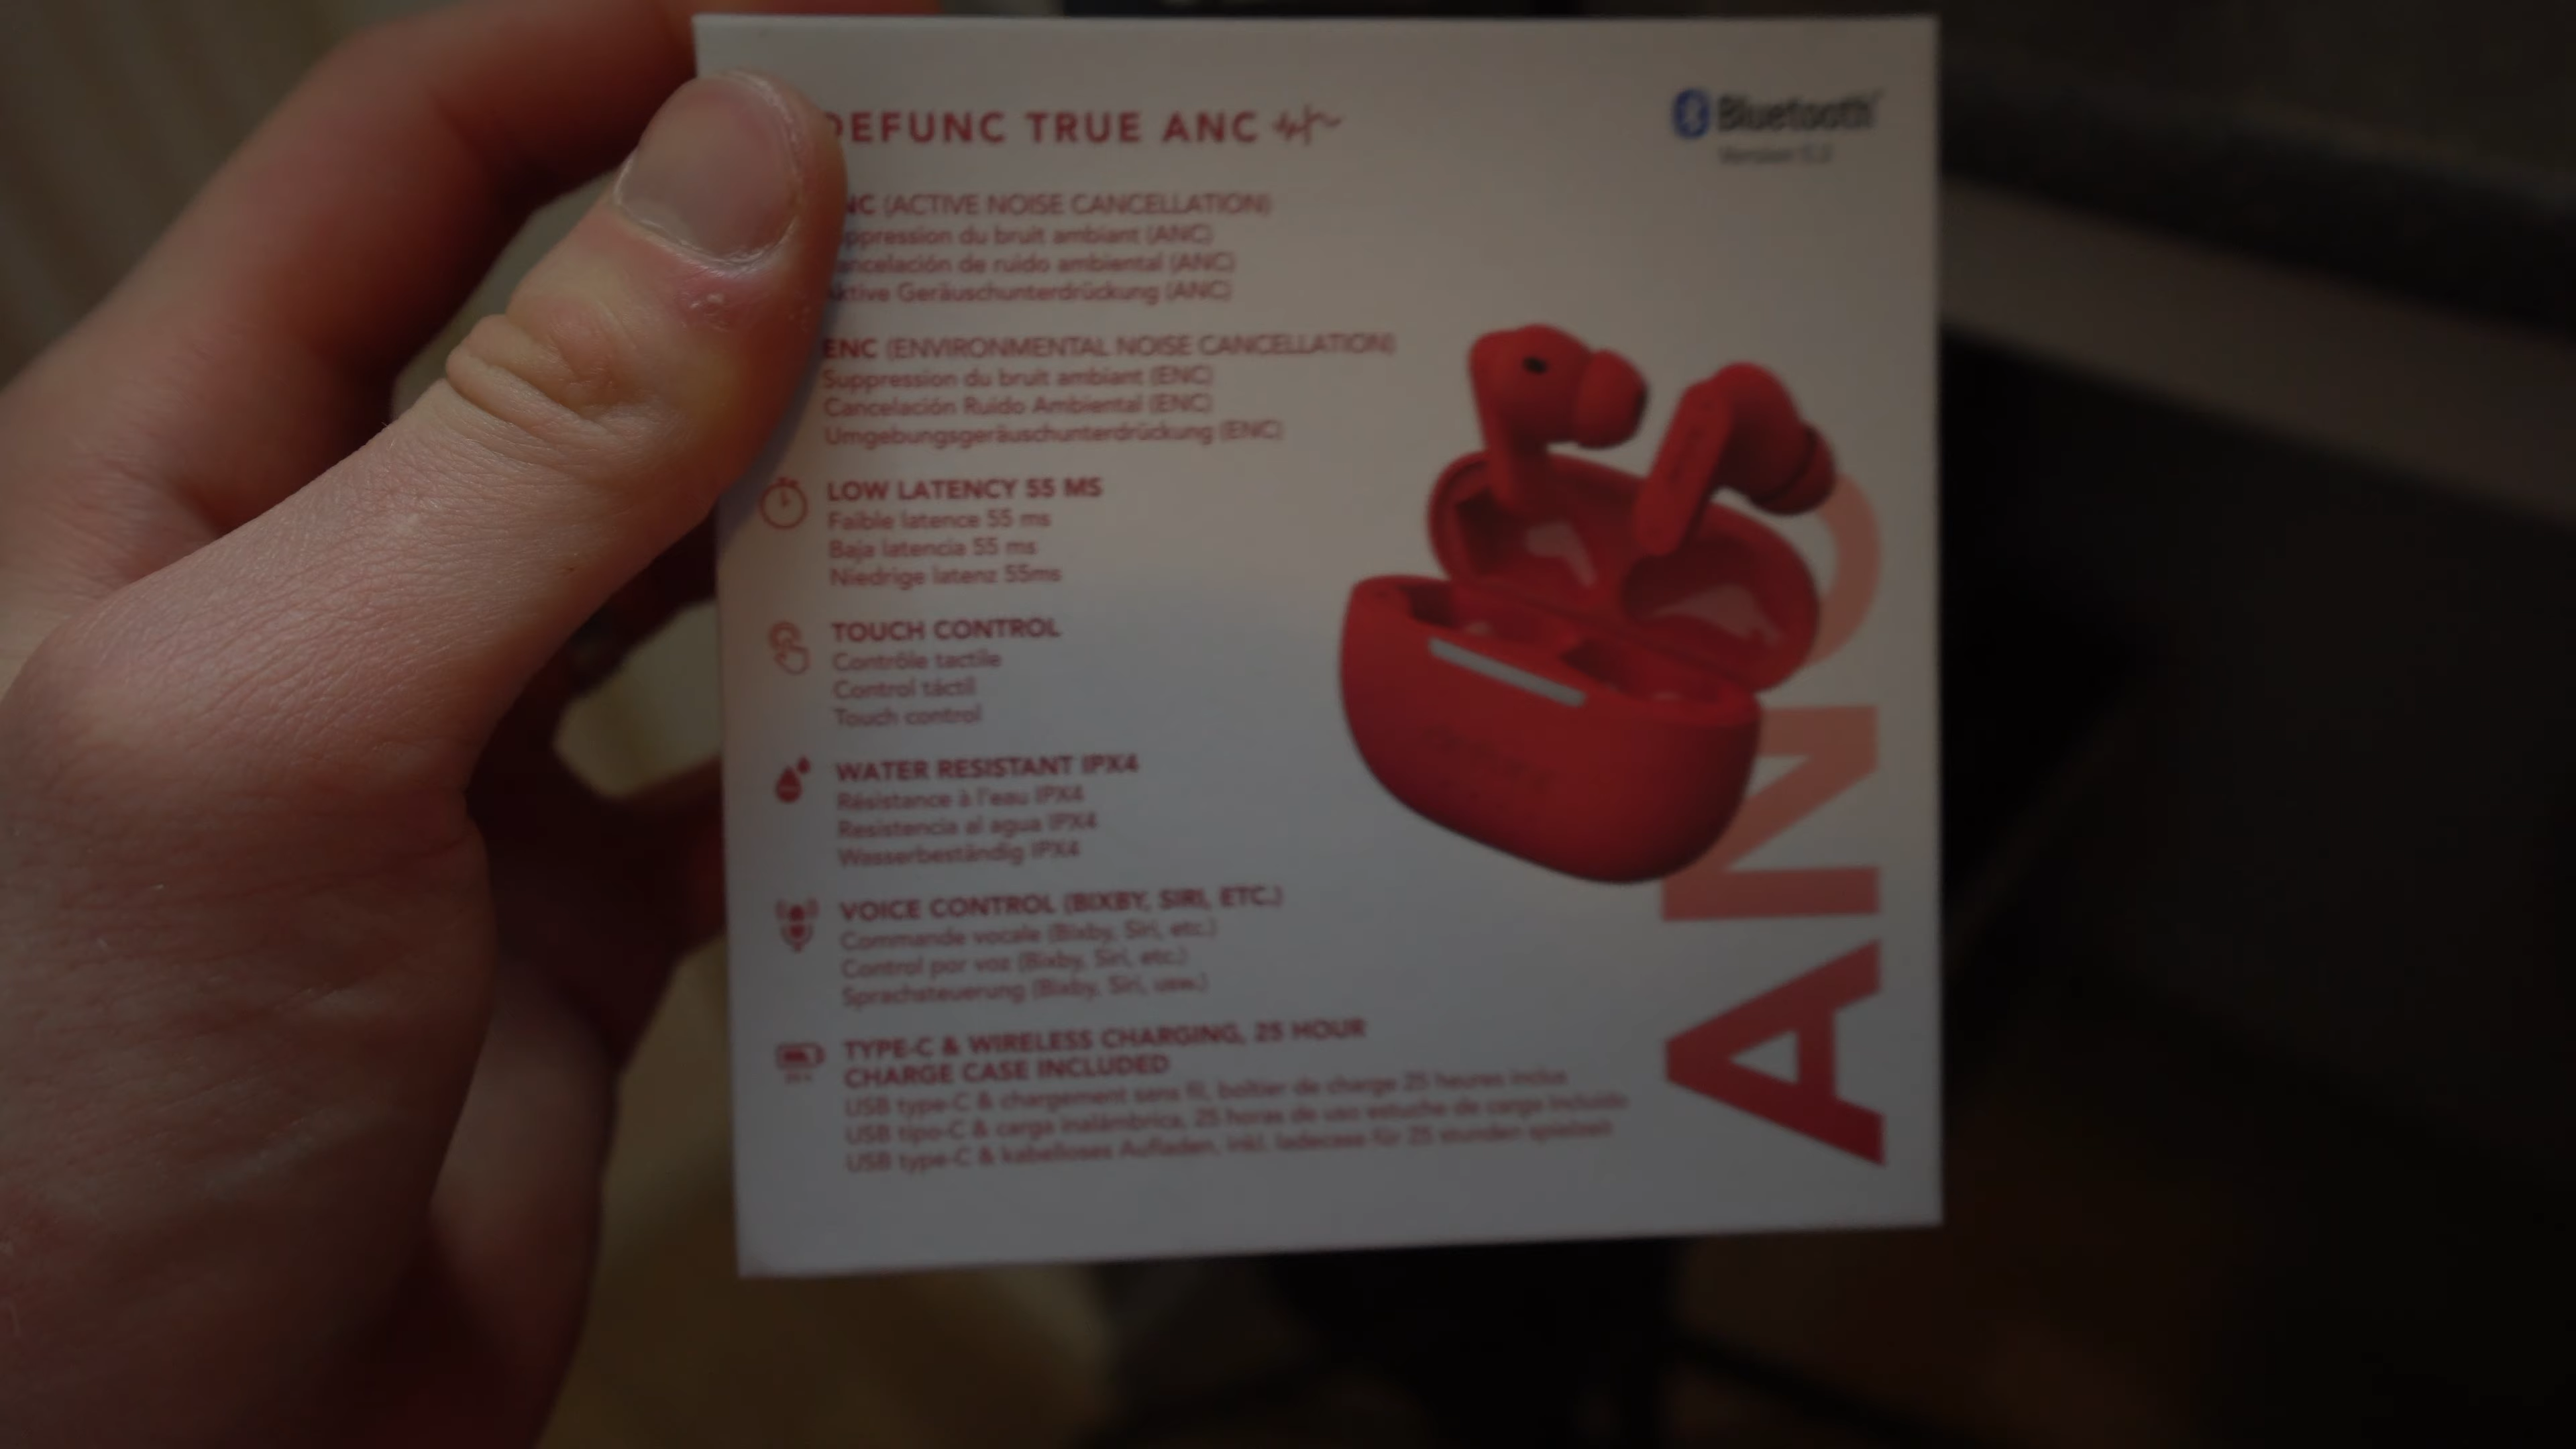 DEFUNC TRUE ANC
Bluetooth
(ACTIVE NOISE CANCELLATION)
du bruit ambiant (ANC)
de ruido ambiental (ANC)
Geräuschunterdrückung (ANC)
ENC (ENVIRONMENTAL NOISE CANCELLATION)
Suppression du bruit ambiant (ENC)
Cancelación Ruido Ambiental (ENC)
Umgebungsgeräuschunterdrückung (ENC)
LOW LATENCY 55 MS
Faible latence 55 ms
Baja latencia 55 ms
Niedrige latenz 55ms
TOUCH CONTROL
Contrôle tactile
Control táctil
Touch control
WATER RESISTANT IPX4
Résistance à l'eau IPX4
Resistencia al agua IPX4
Wasserbeständig IPX4
VOICE CONTROL (BIXBY, SIRI, ETC.)
Commande vocale (Bixby, Siri, etc.)
Control por voz (Bixby, Siri, etc.)
Sprachsteuerung (Bixby, Siri, usw.)
TYPE-C & WIRELESS CHARGING, 25 HOUR
CHARGE CASE INCLUDED
USB type-C & chargement sans fil, boîtier de charge 25 heures inclus
USB tipo-C & carga inalámbrica, 25 horas de uso estuche de carga incluido
USB type-C & kabelloses Aufladen, inkl. ladecase für 25 stunden spielzeit
ANC